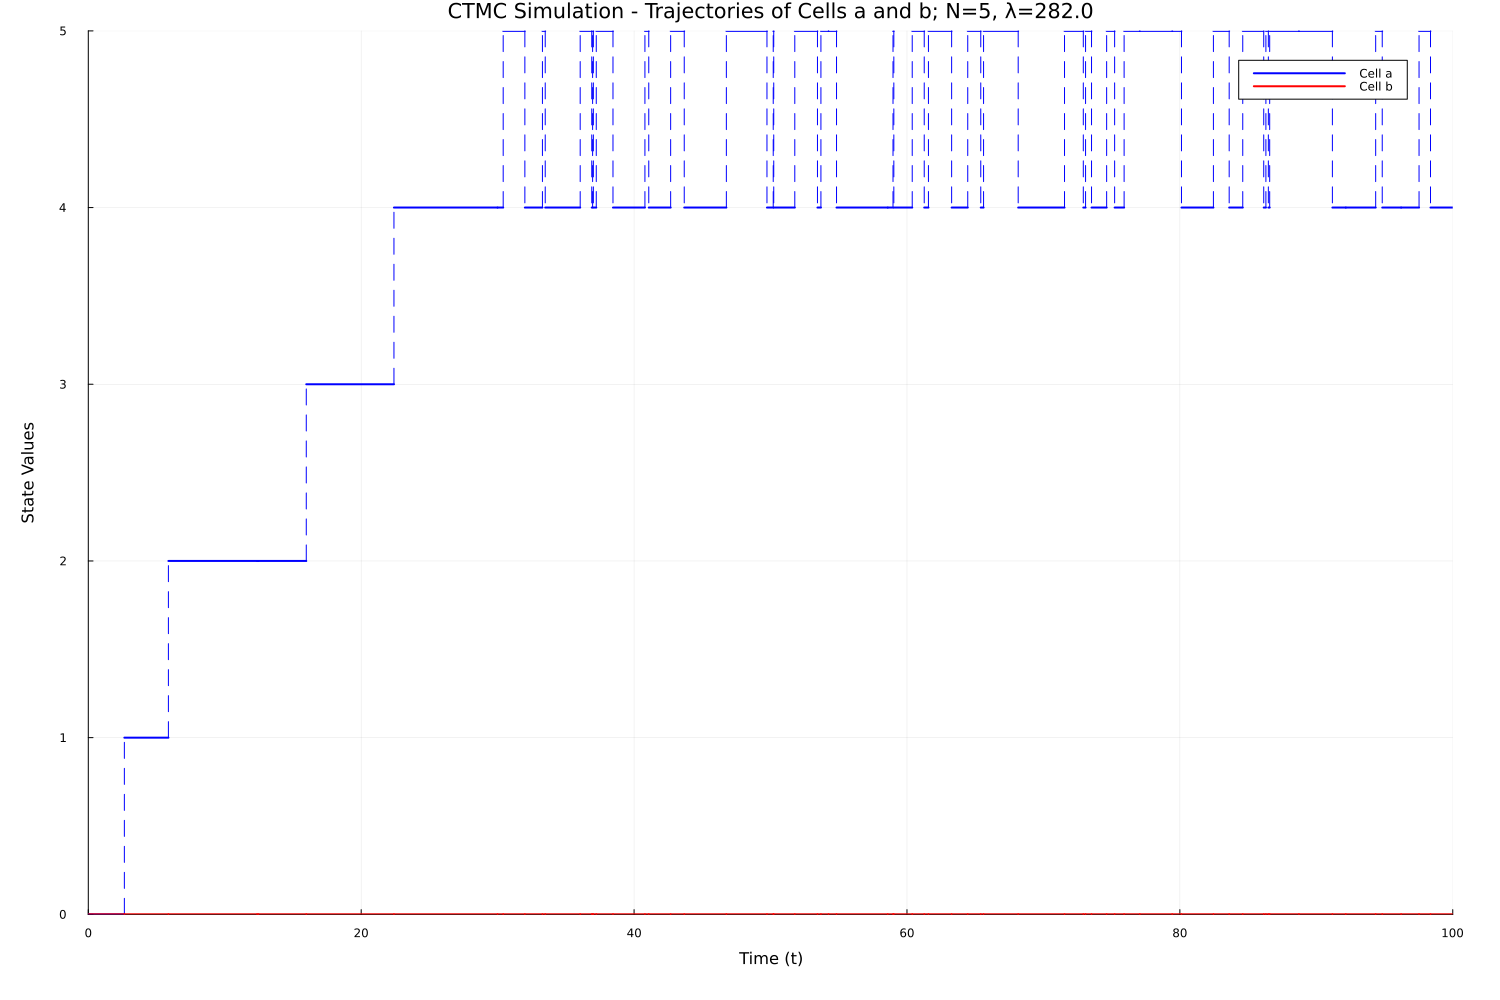 CTMC Simulation - Trajectories of Cells a and b; N=5, λ=282.0
5
Cell a
Cell b
4
3
State Values
2
1
0
0 20 40 60 80 100
Time (t)